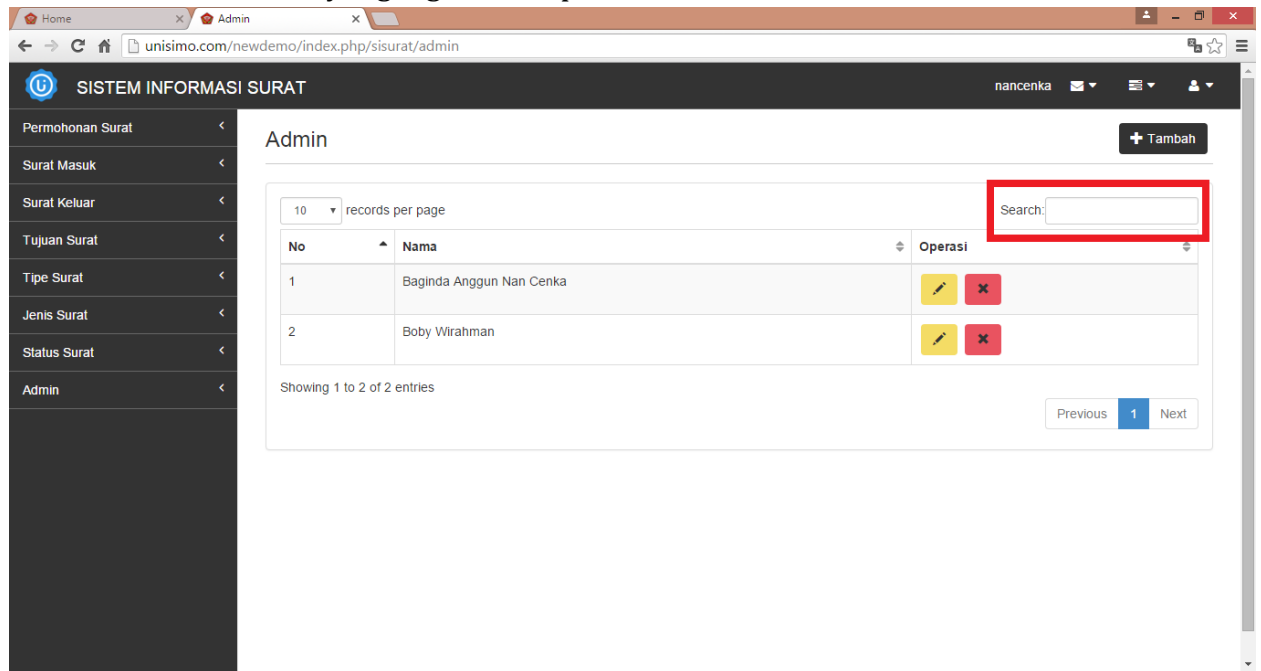 Home Admin
unisimo.com/newdemo/index.php/sisurat/admin
SISTEM INFORMASI SURAT nancenka
Permohonan Surat
Surat Masuk
Surat Keluar
Tujuan Surat
Tipe Surat
Jenis Surat
Status Surat
Admin
Admin Tambah
10 records per page Search:
No Nama Operasi
1 Baginda Anggun Nan Cenka
2 Boby Wirahman
Showing 1 to 2 of 2 entries
Previous 1 Next